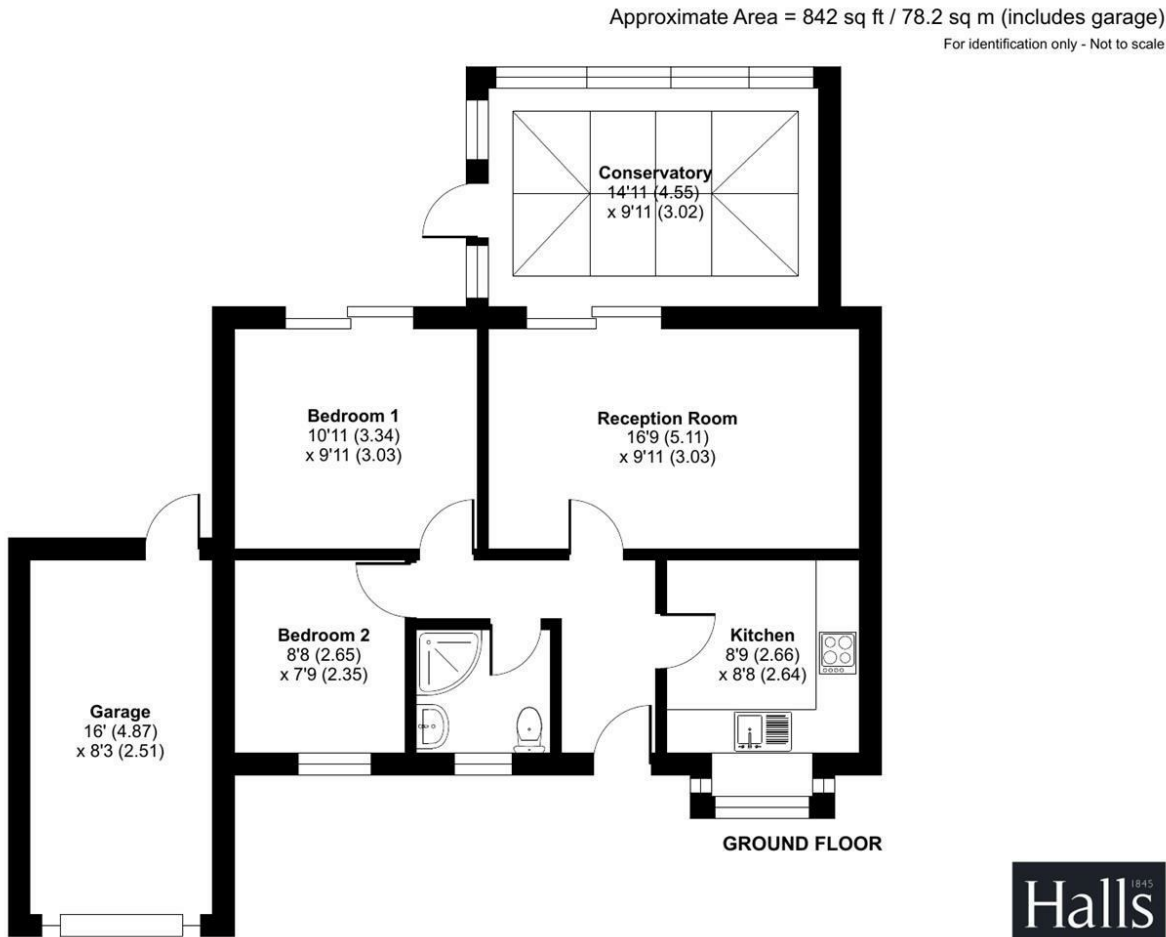 Approximate Area = 842 sq ft / 78.2 sq m (includes garage)
For identification only - Not to scale
Conservatory
14'11 (4.55)
x 9'11 (3.02)
Bedroom 1
10'11 (3.34)
x 9'11 (3.03)
Reception Room
16'9 (5.11)
x 9'11 (3.03)
Bedroom 2
8'8 (2.65)
x 7'9 (2.35)
Kitchen
8'9 (2.66)
x 8'8 (2.64)
Garage
16' (4.87)
x 8'3 (2.51)
GROUND FLOOR
1845
Halls